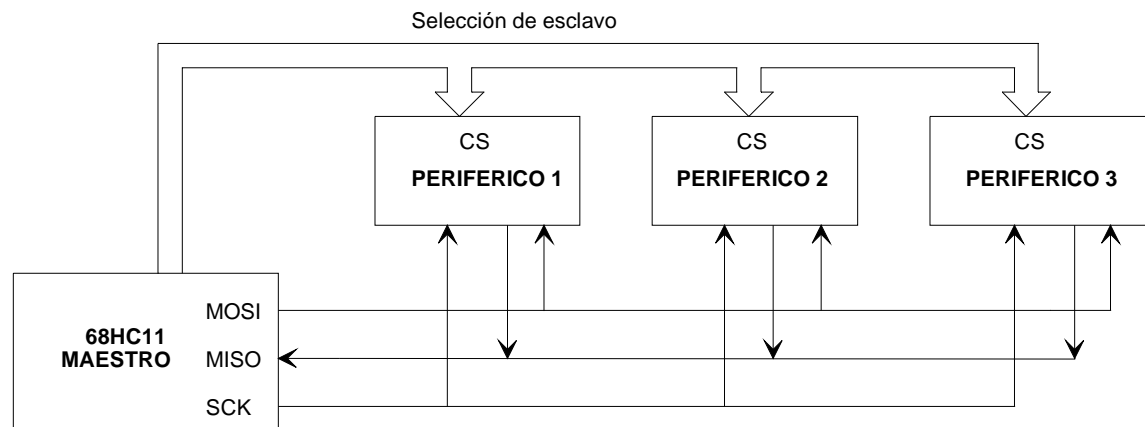 Selección de esclavo
CS
PERIFERICO 1
CS
PERIFERICO 2
CS
PERIFERICO 3
68HC11
MAESTRO
MOSI
MISO
SCK